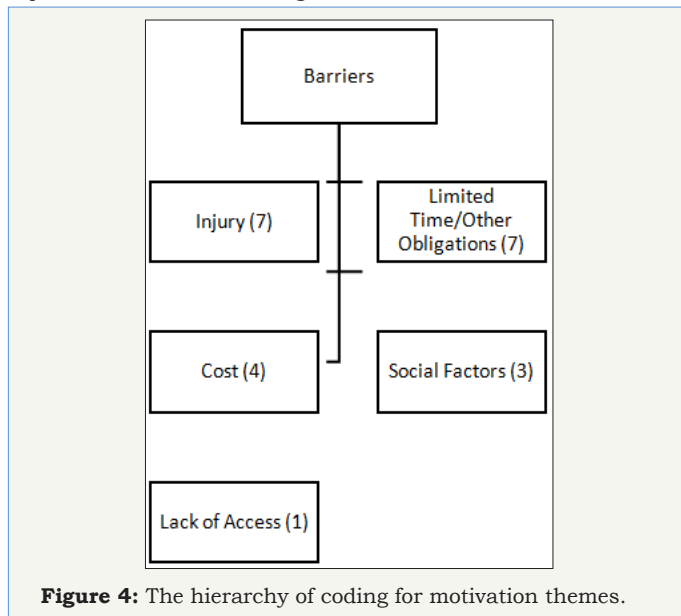 Barriers
Injury (7)
Limited
Time/Other
Obligations (7)
Cost (4)
Social Factors (3)
Lack of Access (1)
Figure 4: The hierarchy of coding for motivation themes.